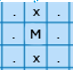 . x .
. M .
. x .